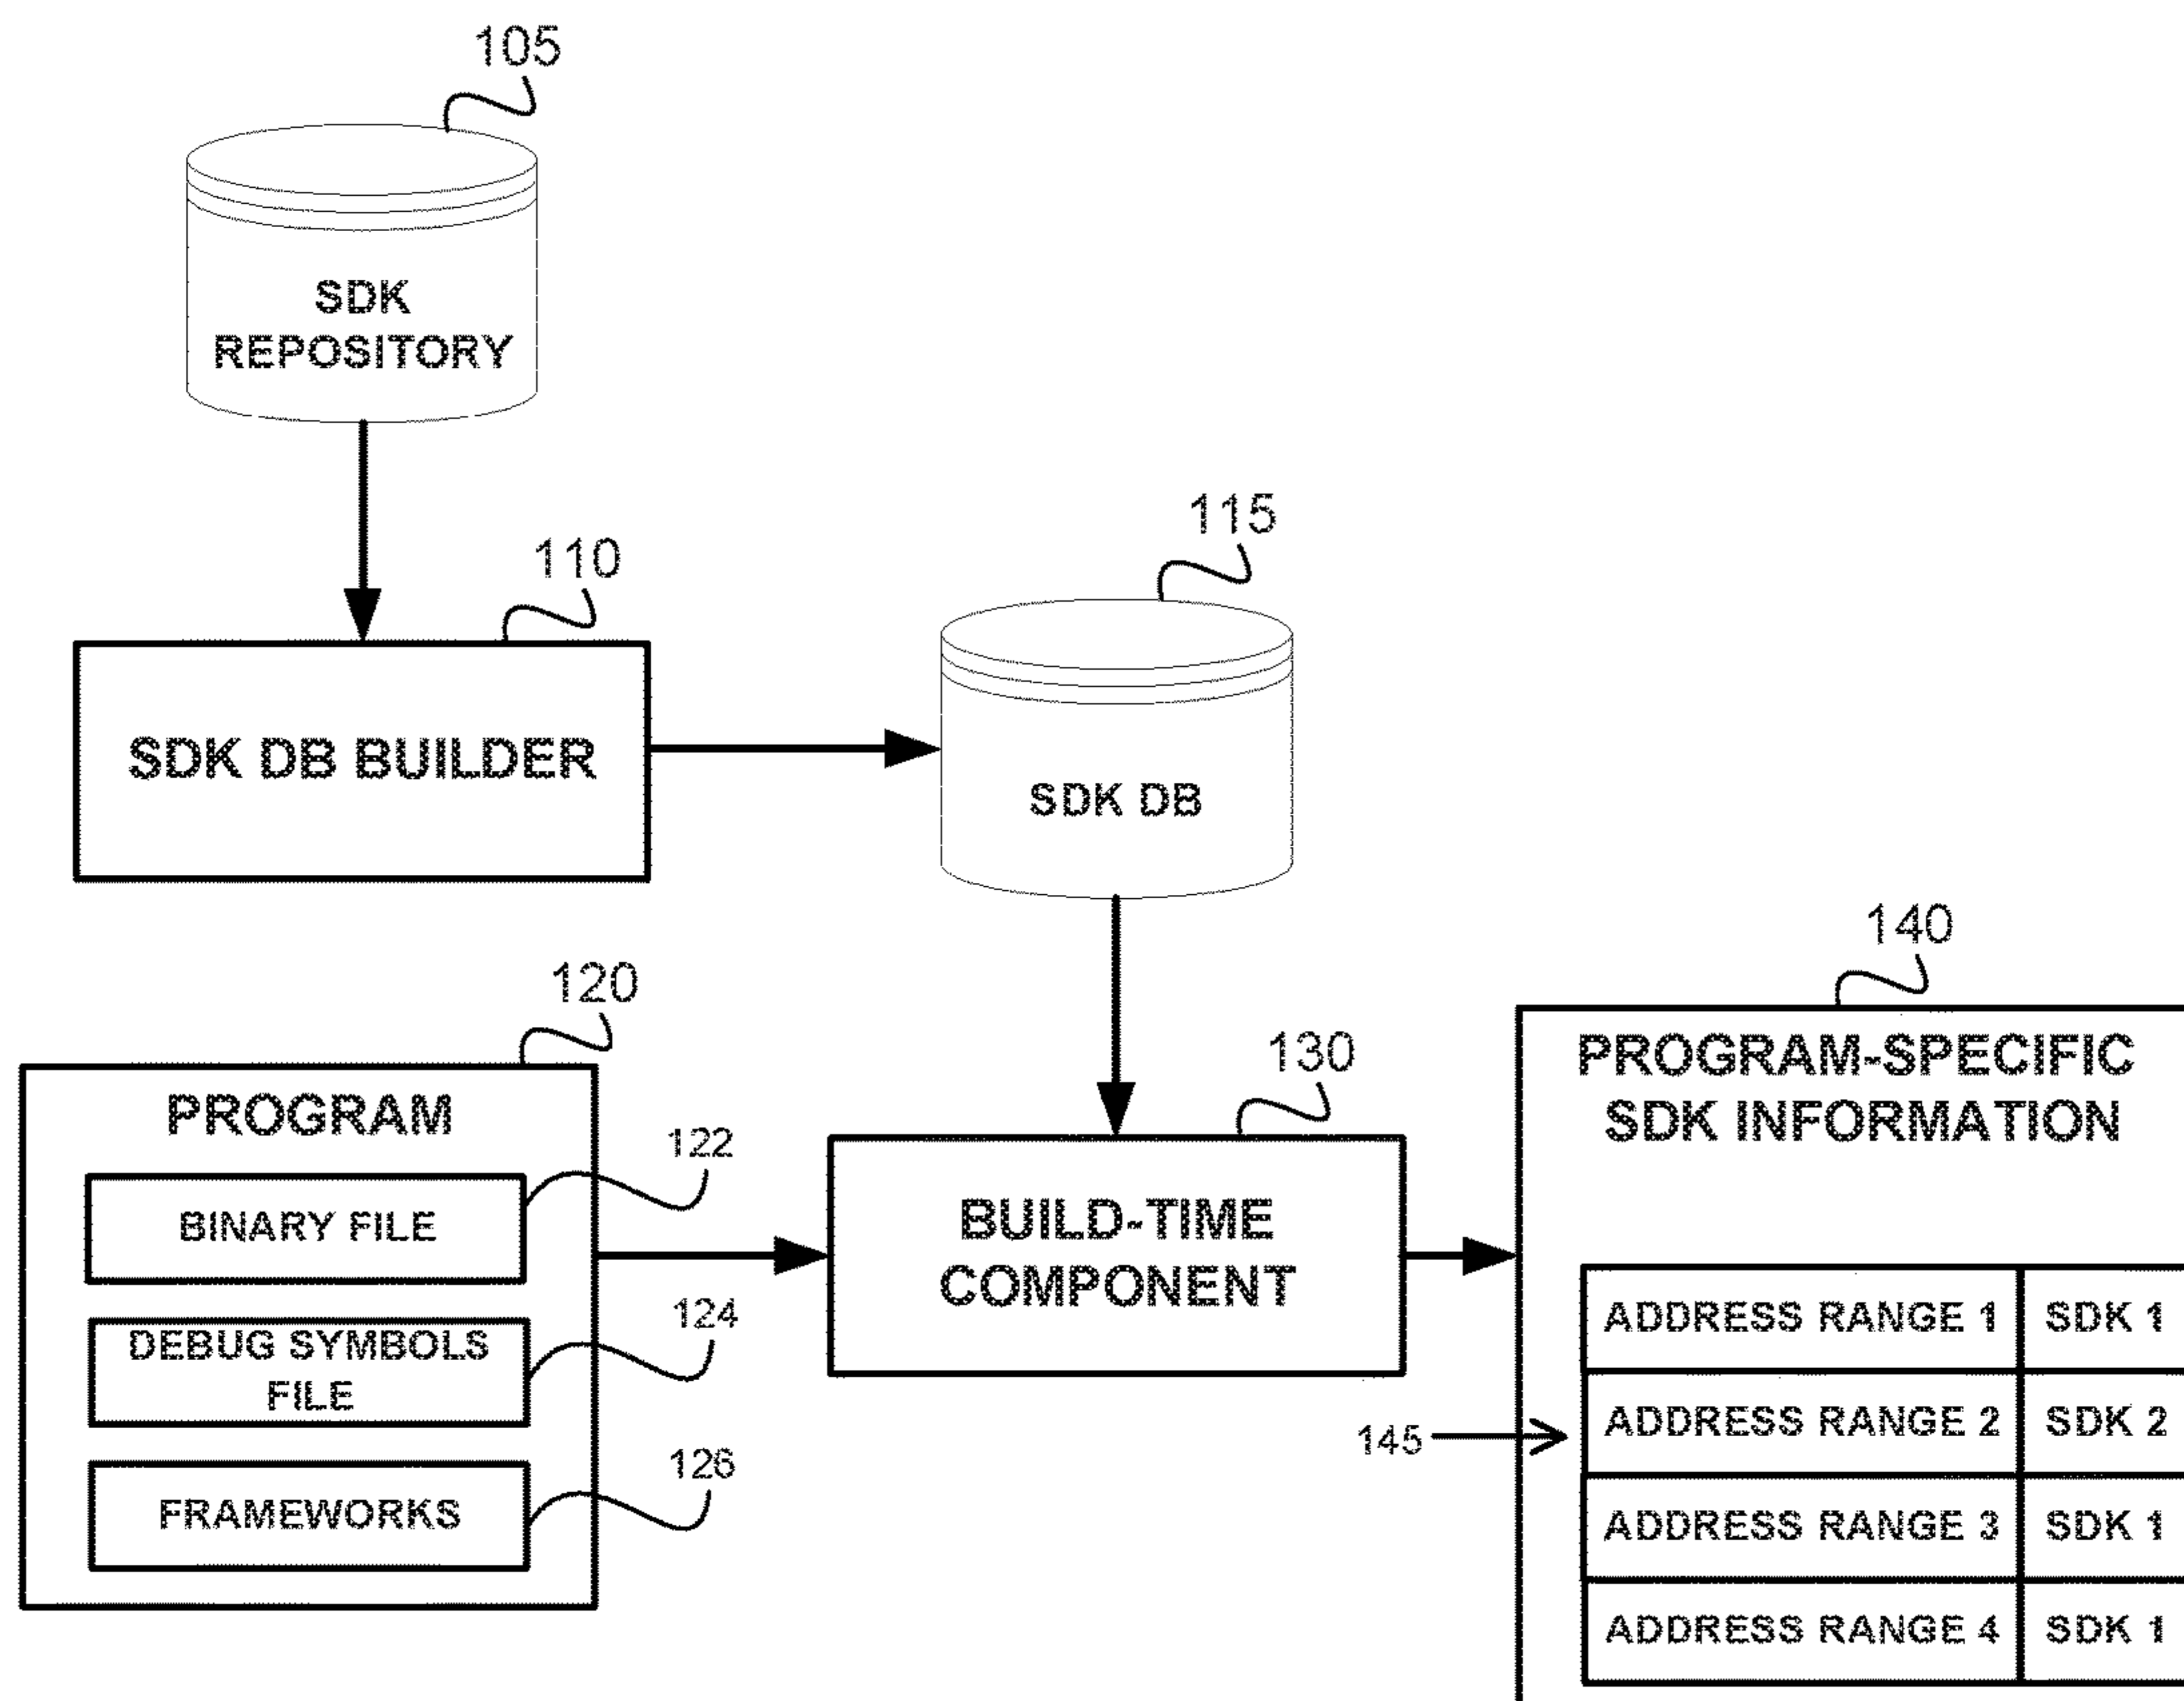 105
SDK
REPOSITORY
110
SDK DB BUILDER
115
SDK DB
120
PROGRAM
122
BINARY FILE
124
DEBUG SYMBOLS
FILE
126
FRAMEWORKS
130
BUILD-TIME
COMPONENT
140
PROGRAM-SPECIFIC
SDK INFORMATION
145
ADDRESS RANGE 1 SDK 1
ADDRESS RANGE 2 SDK 2
ADDRESS RANGE 3 SDK 1
ADDRESS RANGE 4 SDK 1